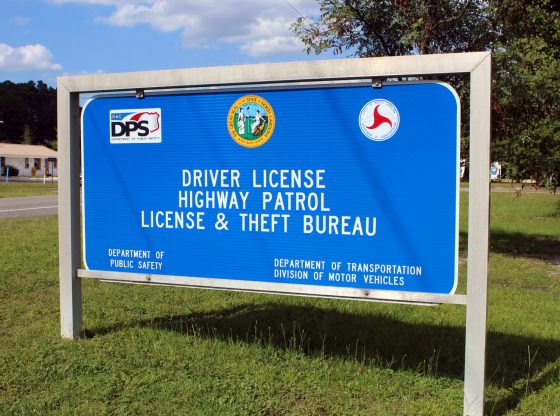 DPS
DEPARTMENT OF PUBLIC SAFETY
DRIVER LICENSE
HIGHWAY PATROL
LICENSE & THEFT BUREAU
DEPARTMENT OF
PUBLIC SAFETY
DEPARTMENT OF TRANSPORTATION
DIVISION OF MOTOR VEHICLES